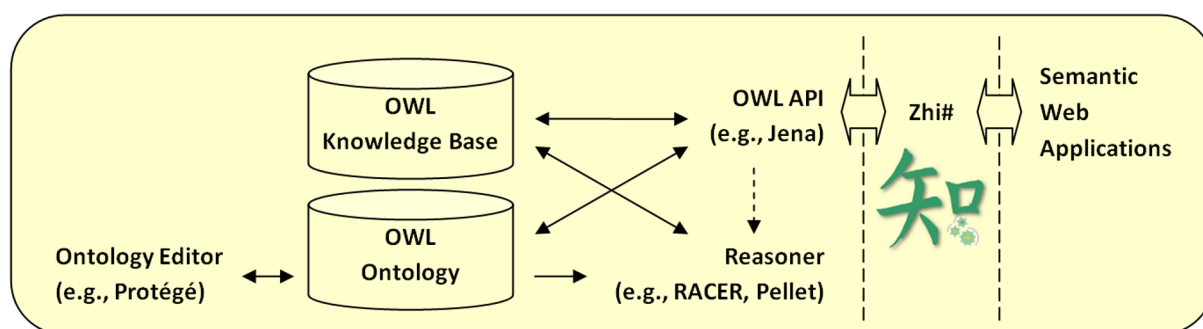 OWL
Knowledge Base
OWL
Ontology
Ontology Editor
(e.g., Protégé)
OWL API
(e.g., Jena)
Reasoner
(e.g., RACER, Pellet)
Zhi#
知
Semantic
Web
Applications